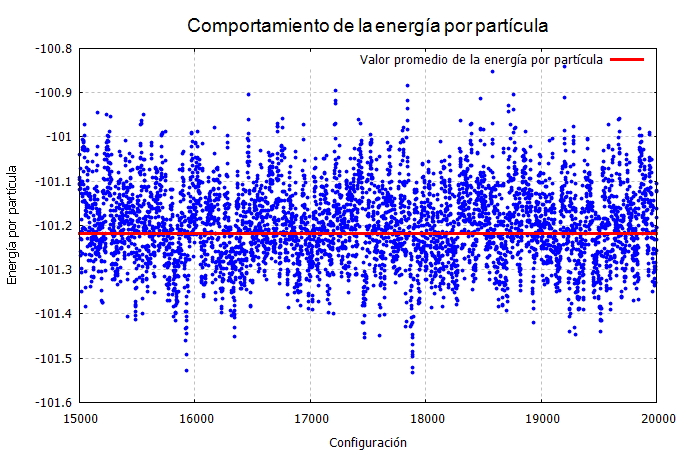 Comportamiento de la energía por partícula
Valor promedio de la energía por partícula
-100.8
-100.9
-101
-101.1
-101.2
-101.3
-101.4
-101.5
-101.6
Energía por partícula
15000 16000 17000 18000 19000 20000
Configuración